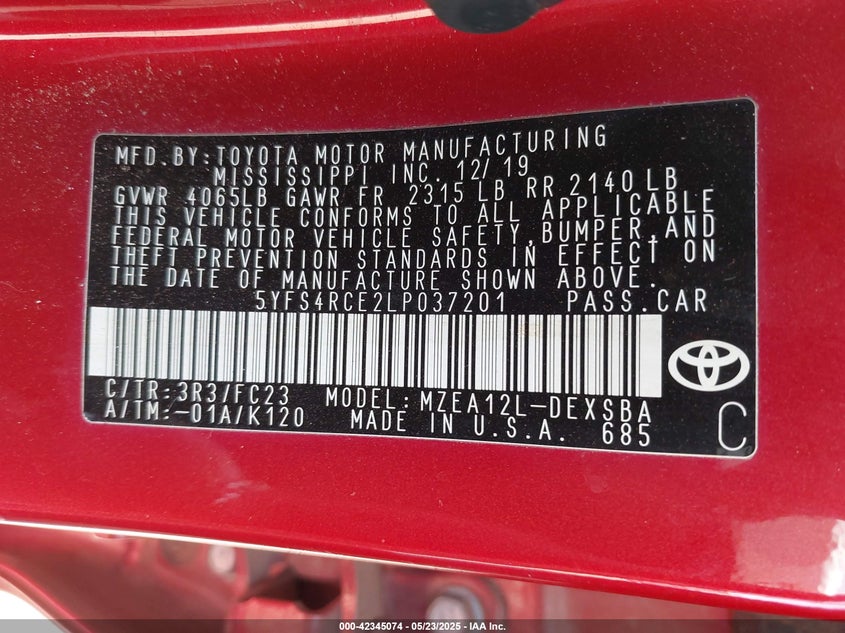 MFD.BY:TOYOTA MOTOR MANUFACTURING
MISSISSIPPI INC. 12/19
GVWR 4065LB GAWR FR 2315 LB RR 2140 LB
THIS VEHICLE CONFORMS TO ALL APPLICABLE
FEDERAL MOTOR VEHICLE SAFETY,BUMPER,AND
THEFT PREVENTION STANDARDS IN EFFECT ON
THE DATE OF MANUFACTURE SHOWN ABOVE.
5YFS4RCE2LP037201 PASS.CAR
C/TR:3R3/FC23 MODEL:MZEA12L-DEXSBA
A/TM:-01A/K120 MADE IN U.S.A. 685
C
000-42345074 - 05/23/2025 - IAA Inc.